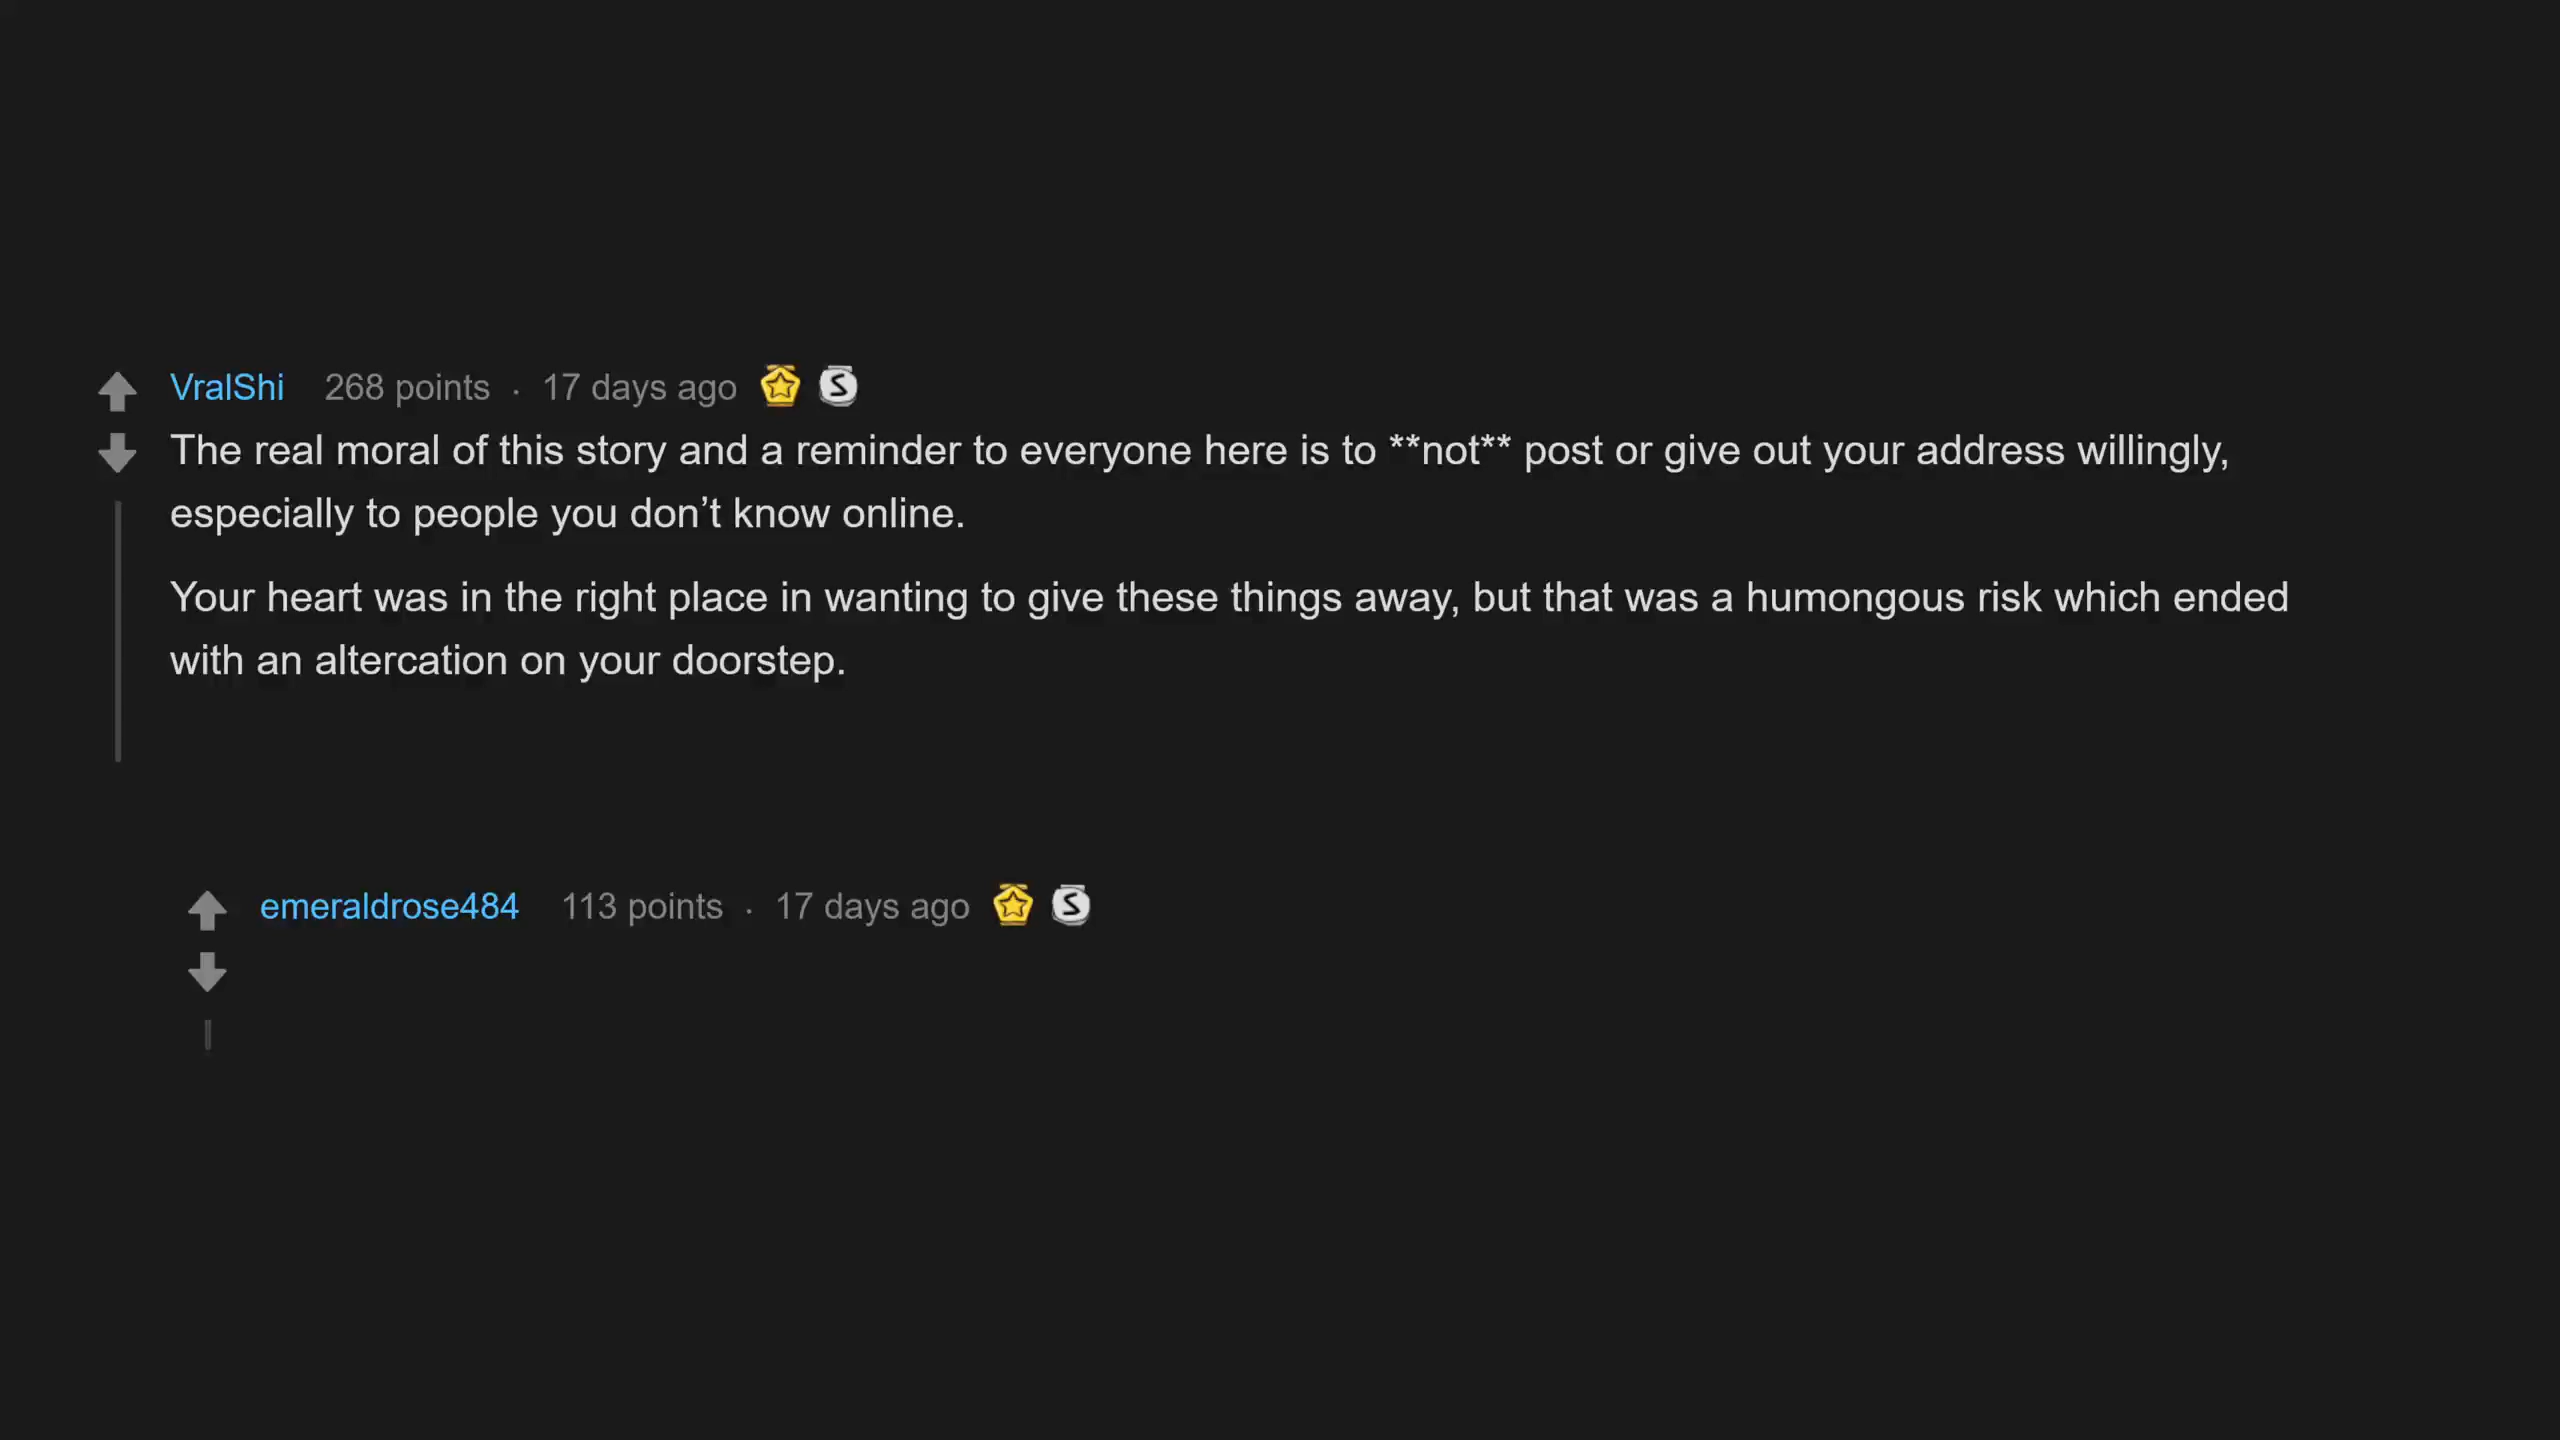 VralShi 268 points · 17 days ago S
The real moral of this story and a reminder to everyone here is to **not** post or give out your address willingly,
especially to people you don’t know online.
Your heart was in the right place in wanting to give these things away, but that was a humongous risk which ended
with an altercation on your doorstep.
emeraldrose484 113 points · 17 days ago S